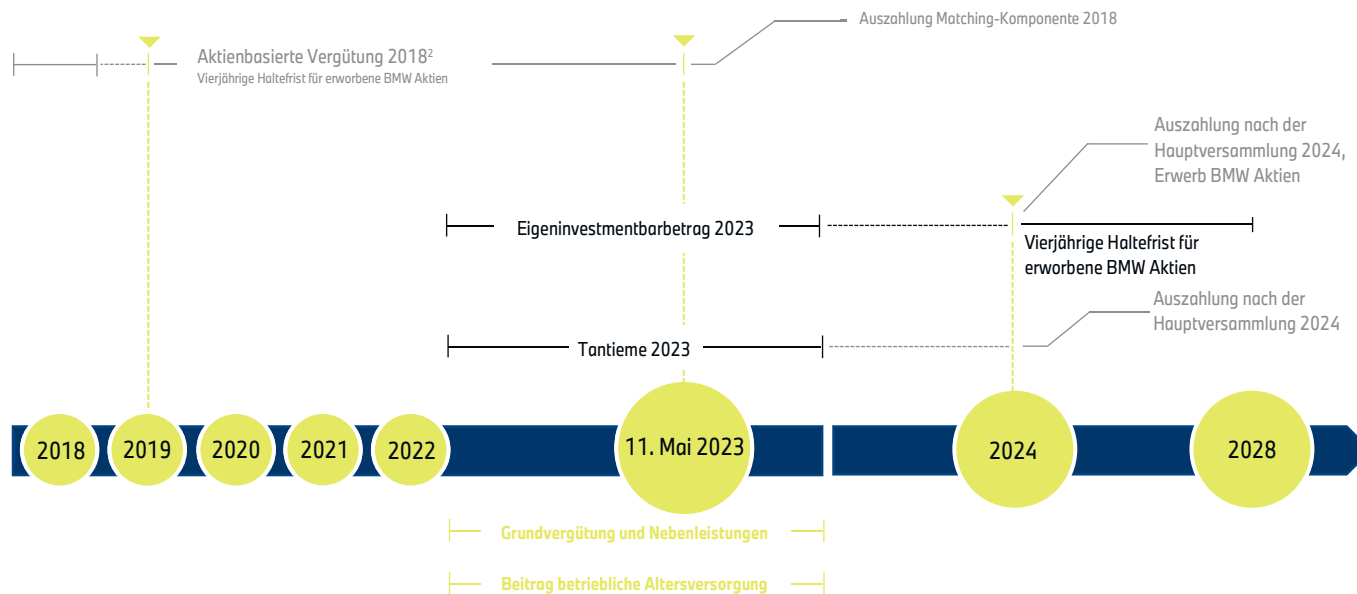 Auszahlung Matching-Komponente 2018
Aktienbasierte Vergütung 2018²
Vierjährige Haltefrist für erworbene BMW Aktien
Auszahlung nach der
Hauptversammlung 2024,
Erwerb BMW Aktien
Eigeninvestmentbarbetrag 2023
Vierjährige Haltefrist für
erworbene BMW Aktien
Auszahlung nach der
Hauptversammlung 2024
Tantieme 2023
2018
2019
2020
2021
2022
11. Mai 2023
2024
2028
Grundvergütung und Nebenleistungen
Beitrag betriebliche Altersversorgung